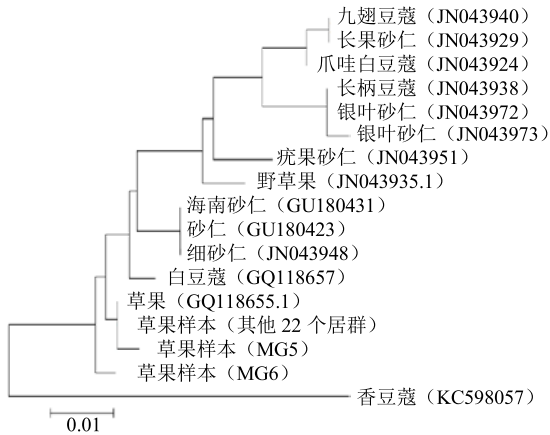 九翅豆蔻（JN043940）
长果砂仁（JN043929）
爪哇白豆蔻（JN043924）
长柄豆蔻（JN043938）
银叶砂仁（JN043972）
银叶砂仁（JN043973）
疣果砂仁（JN043951）
野草果（JN043935.1）
海南砂仁（GU180431）
砂仁（GU180423）
细砂仁（JN043948）
白豆蔻（GQ118657）
草果（GQ118655.1）
草果样本（其他 22 个居群）
草果样本（MG5）
草果样本（MG6）
香豆蔻（KC598057）
0.01